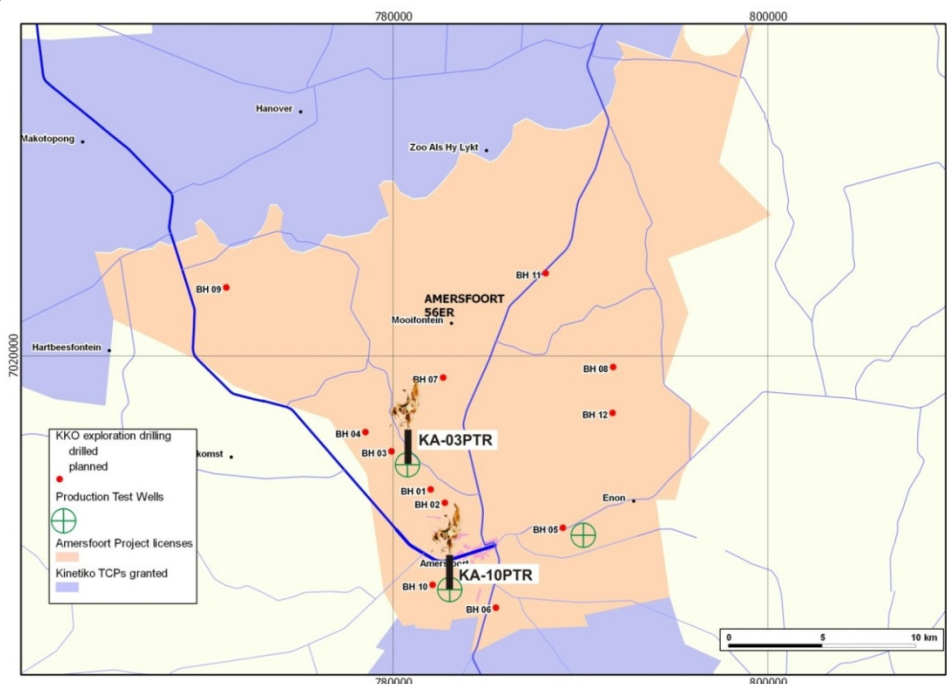 780000
800000
Hanover
Makotopong
Zoo Als Hy Lykt
BH 11
BH 09
AMERSFOORT
56ER
Mooifontein
Hartbeesfontein
7020000
7020000
BH 08
BH 07
BH 12
KKO exploration drilling
drilled
planned
Production Test Wells
Amersfoort Project licenses
Kinetiko TCPs granted
BH 04
KA-03PTR
BH 03
komst
BH 01
Enon
BH 02
BH 05
Amersfoort
KA-10PTR
BH 10
BH 06
0 5 10 km
780000
800000